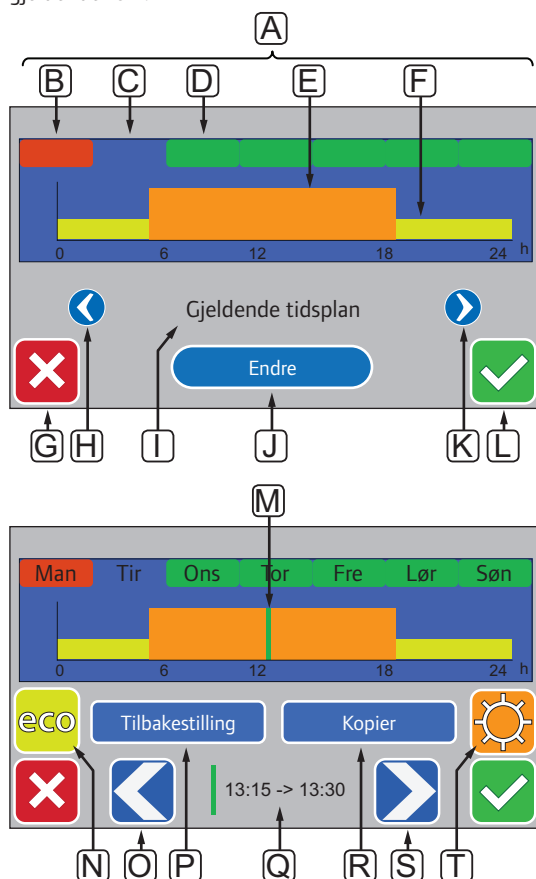 A
B C D E F
0 6 12 18 24 h
Gjeldende tidsplan
Endre
G H I J K L
M
Man Tir Ons Tor Fre Lør Søn
0 6 12 18 24 h
eco Tilbakestilling Kopier
13:15 -> 13:30
N O P Q R S T